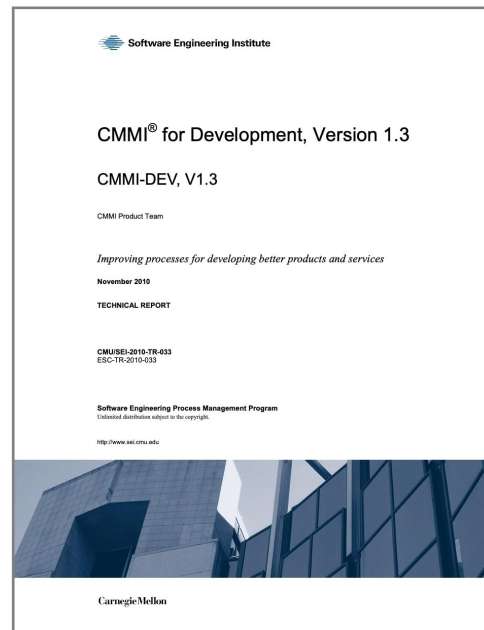 Software Engineering Institute
CMMI® for Development, Version 1.3
CMMI-DEV, V1.3
CMMI Product Team
Improving processes for developing better products and services
November 2010
TECHNICAL REPORT
CMU/SEI-2010-TR-033
ESC-TR-2010-033
Software Engineering Process Management Program
Unlimited distribution subject to the copyright.
http://www.sei.cmu.edu
CarnegieMellon